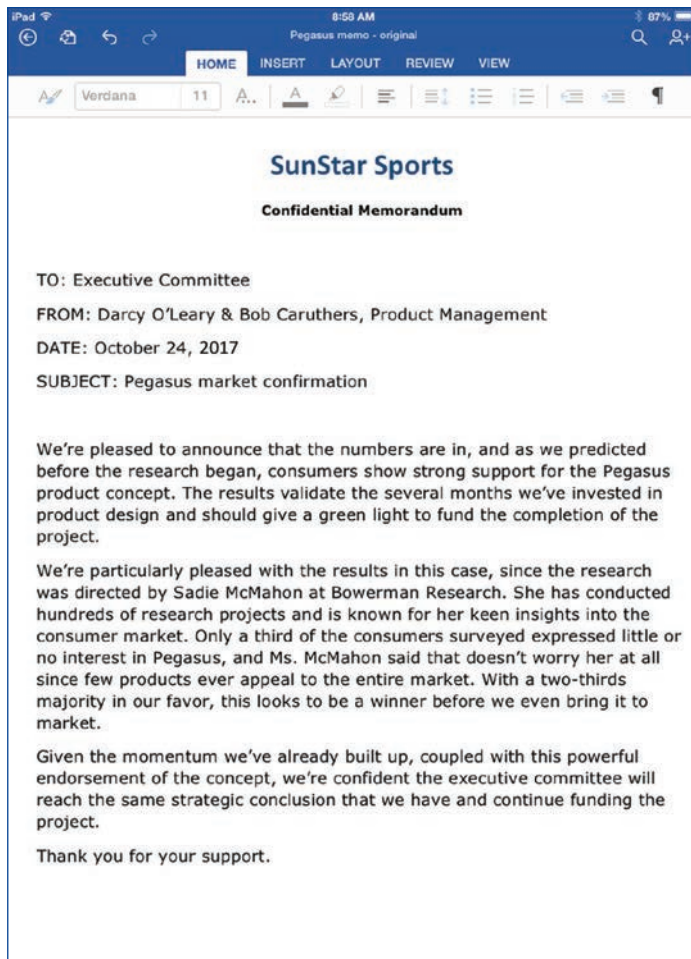 iPad
8:58 AM
87%
Pegasus memo - original
HOME INSERT LAYOUT REVIEW VIEW
Verdana 11 A.. A
SunStar Sports
Confidential Memorandum
TO: Executive Committee
FROM: Darcy O'Leary & Bob Caruthers, Product Management
DATE: October 24, 2017
SUBJECT: Pegasus market confirmation
We're pleased to announce that the numbers are in, and as we predicted
before the research began, consumers show strong support for the Pegasus
product concept. The results validate the several months we've invested in
product design and should give a green light to fund the completion of the
project.
We're particularly pleased with the results in this case, since the research
was directed by Sadie McMahon at Bowerman Research. She has conducted
hundreds of research projects and is known for her keen insights into the
consumer market. Only a third of the consumers surveyed expressed little or
no interest in Pegasus, and Ms. McMahon said that doesn't worry her at all
since few products ever appeal to the entire market. With a two-thirds
majority in our favor, this looks to be a winner before we even bring it to
market.
Given the momentum we've already built up, coupled with this powerful
endorsement of the concept, we're confident the executive committee will
reach the same strategic conclusion that we have and continue funding the
project.
Thank you for your support.